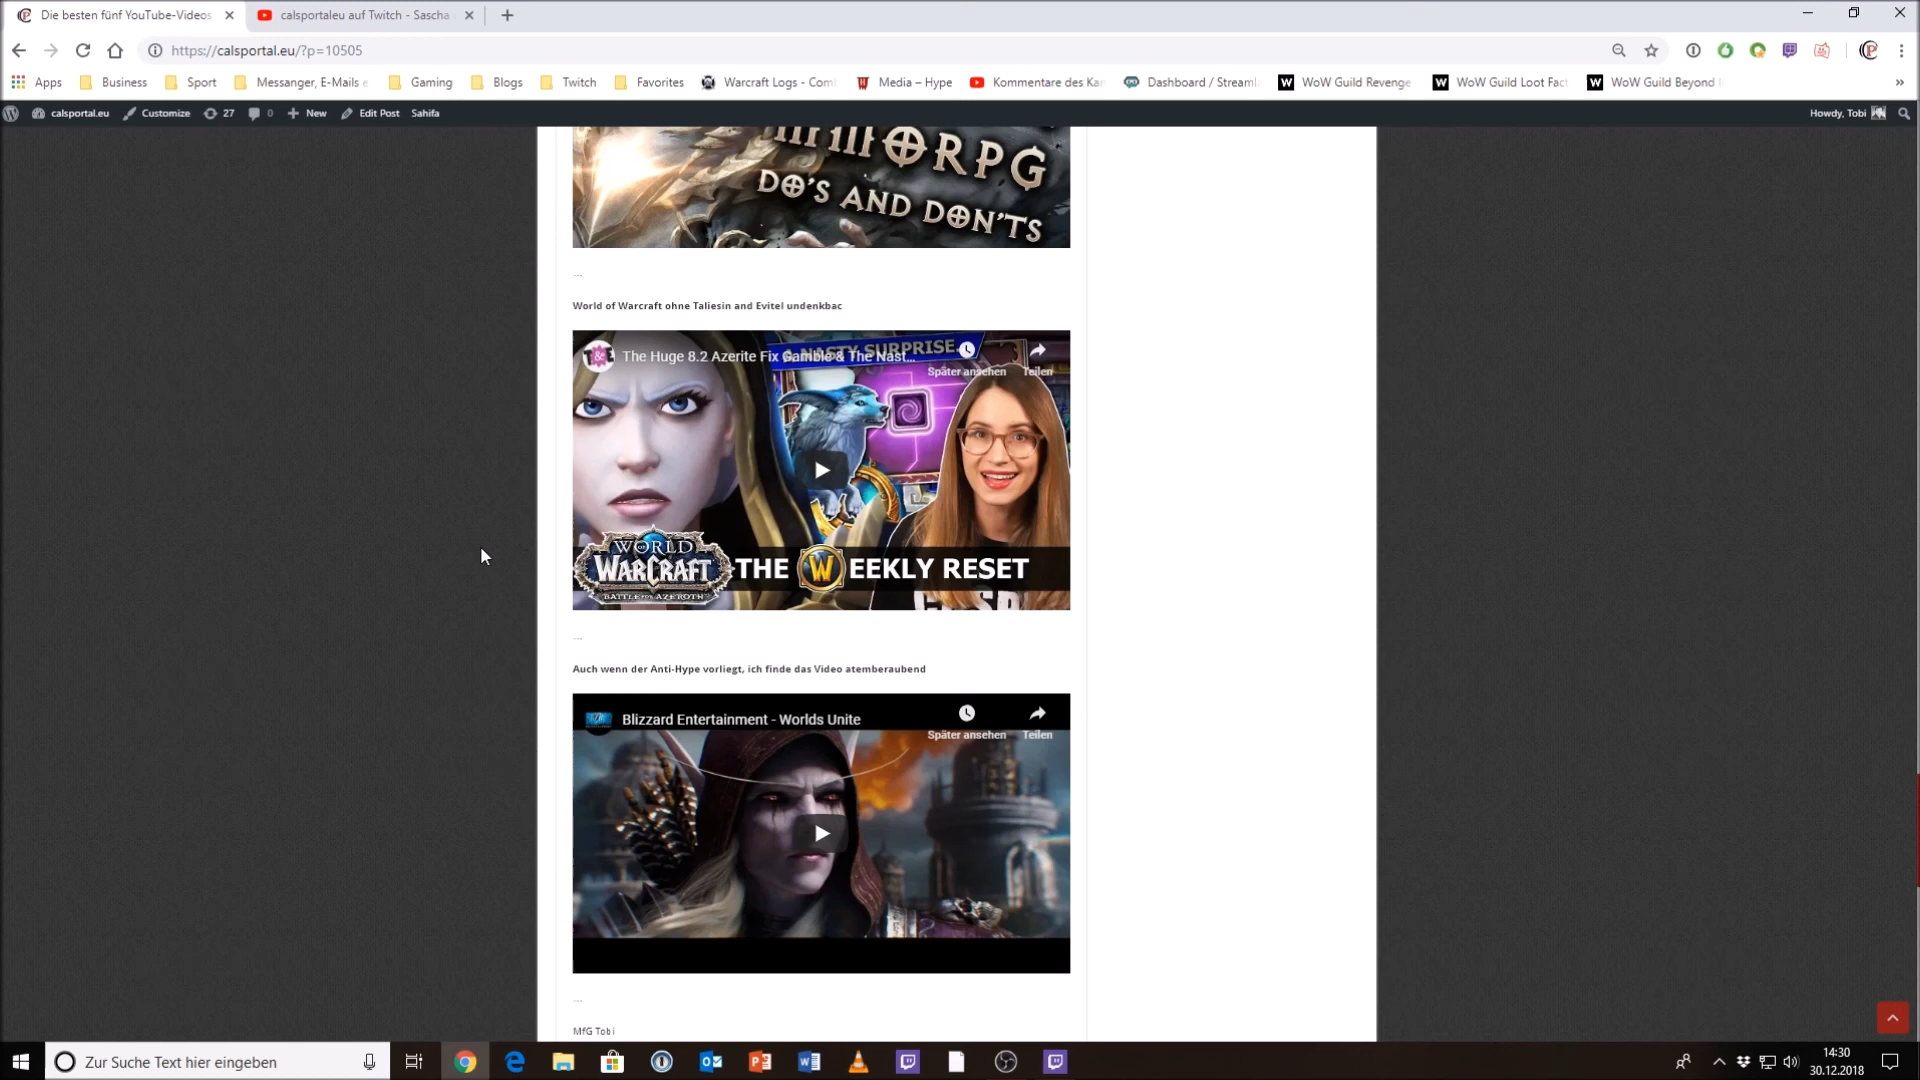 Die besten fünf YouTube-Videos
calsportaleu auf Twitch - Sascha
https://calsportal.eu/?p=10505
Apps
Business
Sport
Messanger, E-Mails e
Gaming
Blogs
Twitch
Favorites
Warcraft Logs - Com
Media – Hype
Kommentare des Ka
Dashboard / Streaml
WoW Guild Revenge
WoW Guild Loot Fact
WoW Guild Beyond
»
calsportal.eu
Customize
27
0
New
Edit Post
Sahifa
Howdy, Tobi
MMORPG
DO'S AND DON'TS
...
World of Warcraft ohne Taliesin and Evitel undenkbac
The Huge 8.2 Azerite Fix Gamble & The Nast...
A NASTY SURPRISE.
Später ansehen
Teilen
WORLD
OF
WARCRAFT
BATTLE FOR AZEROTH
THE WEEKLY RESET
...
Auch wenn der Anti-Hype vorliegt, ich finde das Video atemberaubend
Blizzard Entertainment - Worlds Unite
Später ansehen
Teilen
...
MfG Tobi
Zur Suche Text hier eingeben
14:30
30.12.2018